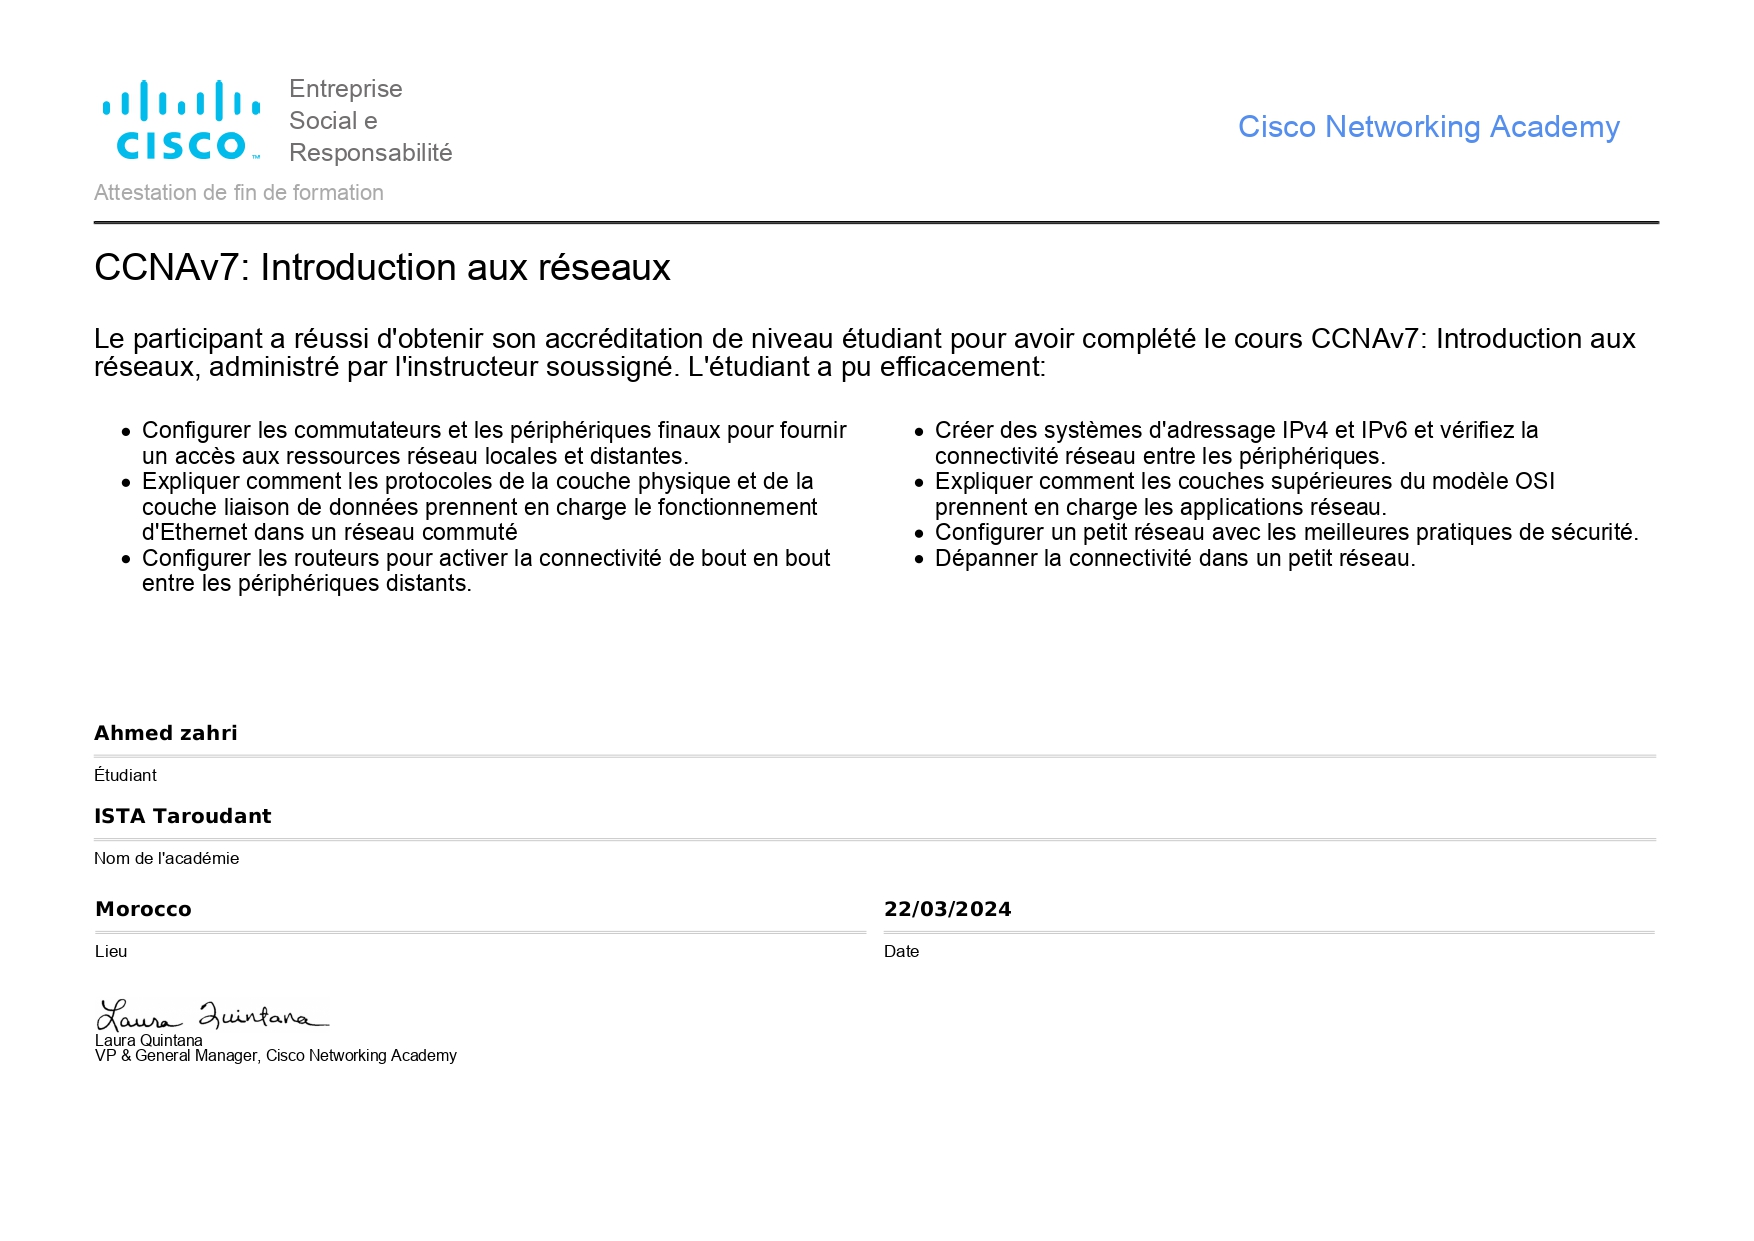 CISCO
Entreprise
Social e
Responsabilité
Cisco Networking Academy
Attestation de fin de formation
CCNAv7: Introduction aux réseaux
Le participant a réussi d'obtenir son accréditation de niveau étudiant pour avoir complété le cours CCNAv7: Introduction aux
réseaux, administré par l'instructeur soussigné. L'étudiant a pu efficacement:
• Configurer les commutateurs et les périphériques finaux pour fournir
un accès aux ressources réseau locales et distantes.
• Expliquer comment les protocoles de la couche physique et de la
couche liaison de données prennent en charge le fonctionnement
d'Ethernet dans un réseau commuté
• Configurer les routeurs pour activer la connectivité de bout en bout
entre les périphériques distants.
• Créer des systèmes d'adressage IPv4 et IPv6 et vérifiez la
connectivité réseau entre les périphériques.
• Expliquer comment les couches supérieures du modèle OSI
prennent en charge les applications réseau.
• Configurer un petit réseau avec les meilleures pratiques de sécurité.
• Dépanner la connectivité dans un petit réseau.
Ahmed zahri
Étudiant
ISTA Taroudant
Nom de l'académie
Morocco
Lieu
22/03/2024
Date
Laura Quintana
Laura Quintana
VP & General Manager, Cisco Networking Academy